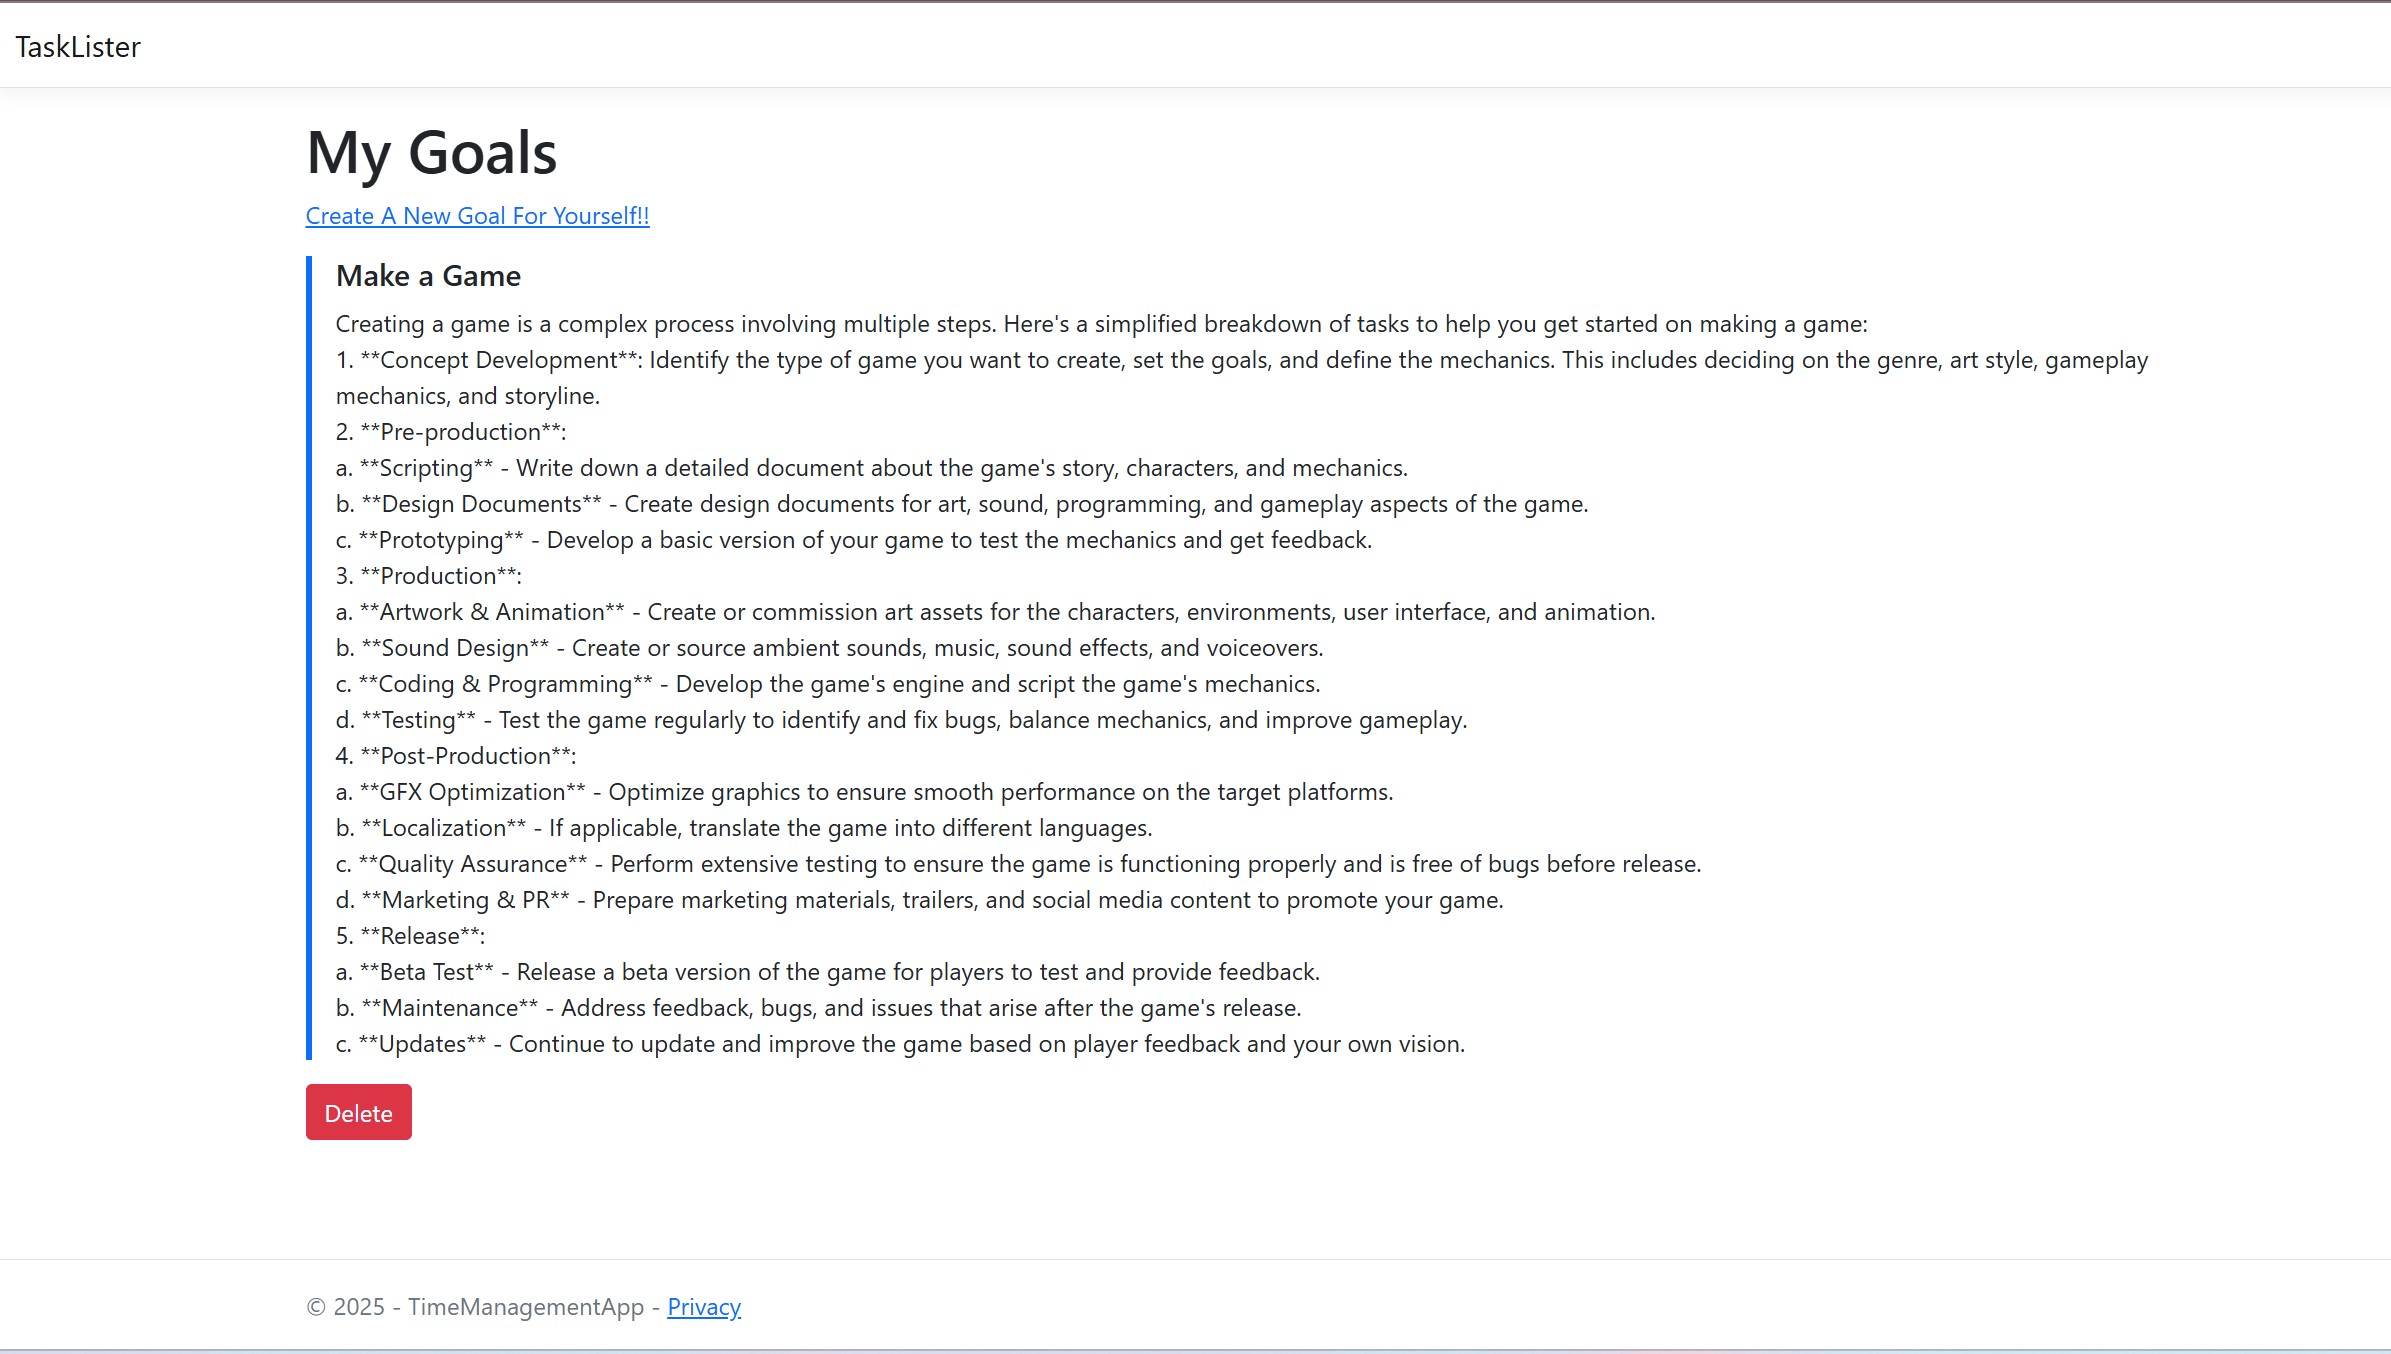 TaskLister
My Goals
Create A New Goal For Yourself!!
Make a Game
Creating a game is a complex process involving multiple steps. Here's a simplified breakdown of tasks to help you get started on making a game:
1. **Concept Development**: Identify the type of game you want to create, set the goals, and define the mechanics. This includes deciding on the genre, art style, gameplay
mechanics, and storyline.
2. **Pre-production**:
a. **Scripting** - Write down a detailed document about the game's story, characters, and mechanics.
b. **Design Documents** - Create design documents for art, sound, programming, and gameplay aspects of the game.
c. **Prototyping** - Develop a basic version of your game to test the mechanics and get feedback.
3. **Production**:
a. **Artwork & Animation** - Create or commission art assets for the characters, environments, user interface, and animation.
b. **Sound Design** - Create or source ambient sounds, music, sound effects, and voiceovers.
c. **Coding & Programming** - Develop the game's engine and script the game's mechanics.
d. **Testing** - Test the game regularly to identify and fix bugs, balance mechanics, and improve gameplay.
4. **Post-Production**:
a. **GFX Optimization** - Optimize graphics to ensure smooth performance on the target platforms.
b. **Localization** - If applicable, translate the game into different languages.
c. **Quality Assurance** - Perform extensive testing to ensure the game is functioning properly and is free of bugs before release.
d. **Marketing & PR** - Prepare marketing materials, trailers, and social media content to promote your game.
5. **Release**:
a. **Beta Test** - Release a beta version of the game for players to test and provide feedback.
b. **Maintenance** - Address feedback, bugs, and issues that arise after the game's release.
c. **Updates** - Continue to update and improve the game based on player feedback and your own vision.
Delete
© 2025 - TimeManagementApp - Privacy